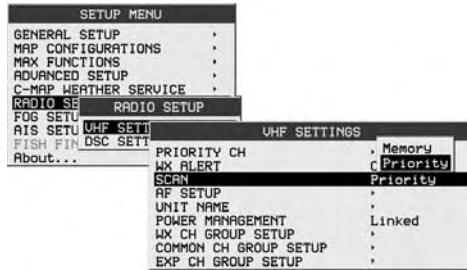 SETUP MENU
GENERAL SETUP
MAP CONFIGURATIONS
MAX FUNCTIONS
ADVANCED SETUP
C-MAP WEATHER SERVICE
RADIO SE
FOG SETU
AIS SETU
FISH FIN
About...
RADIO SETUP
VHF SETT
DSC SETT
VHF SETTINGS
PRIORITY CH
WX ALERT
SCAN Priority
AF SETUP
UNIT NAME
POWER MANAGEMENT Linked
WX CH GROUP SETUP
COMMON CH GROUP SETUP
EXP CH GROUP SETUP
Memory
Priority